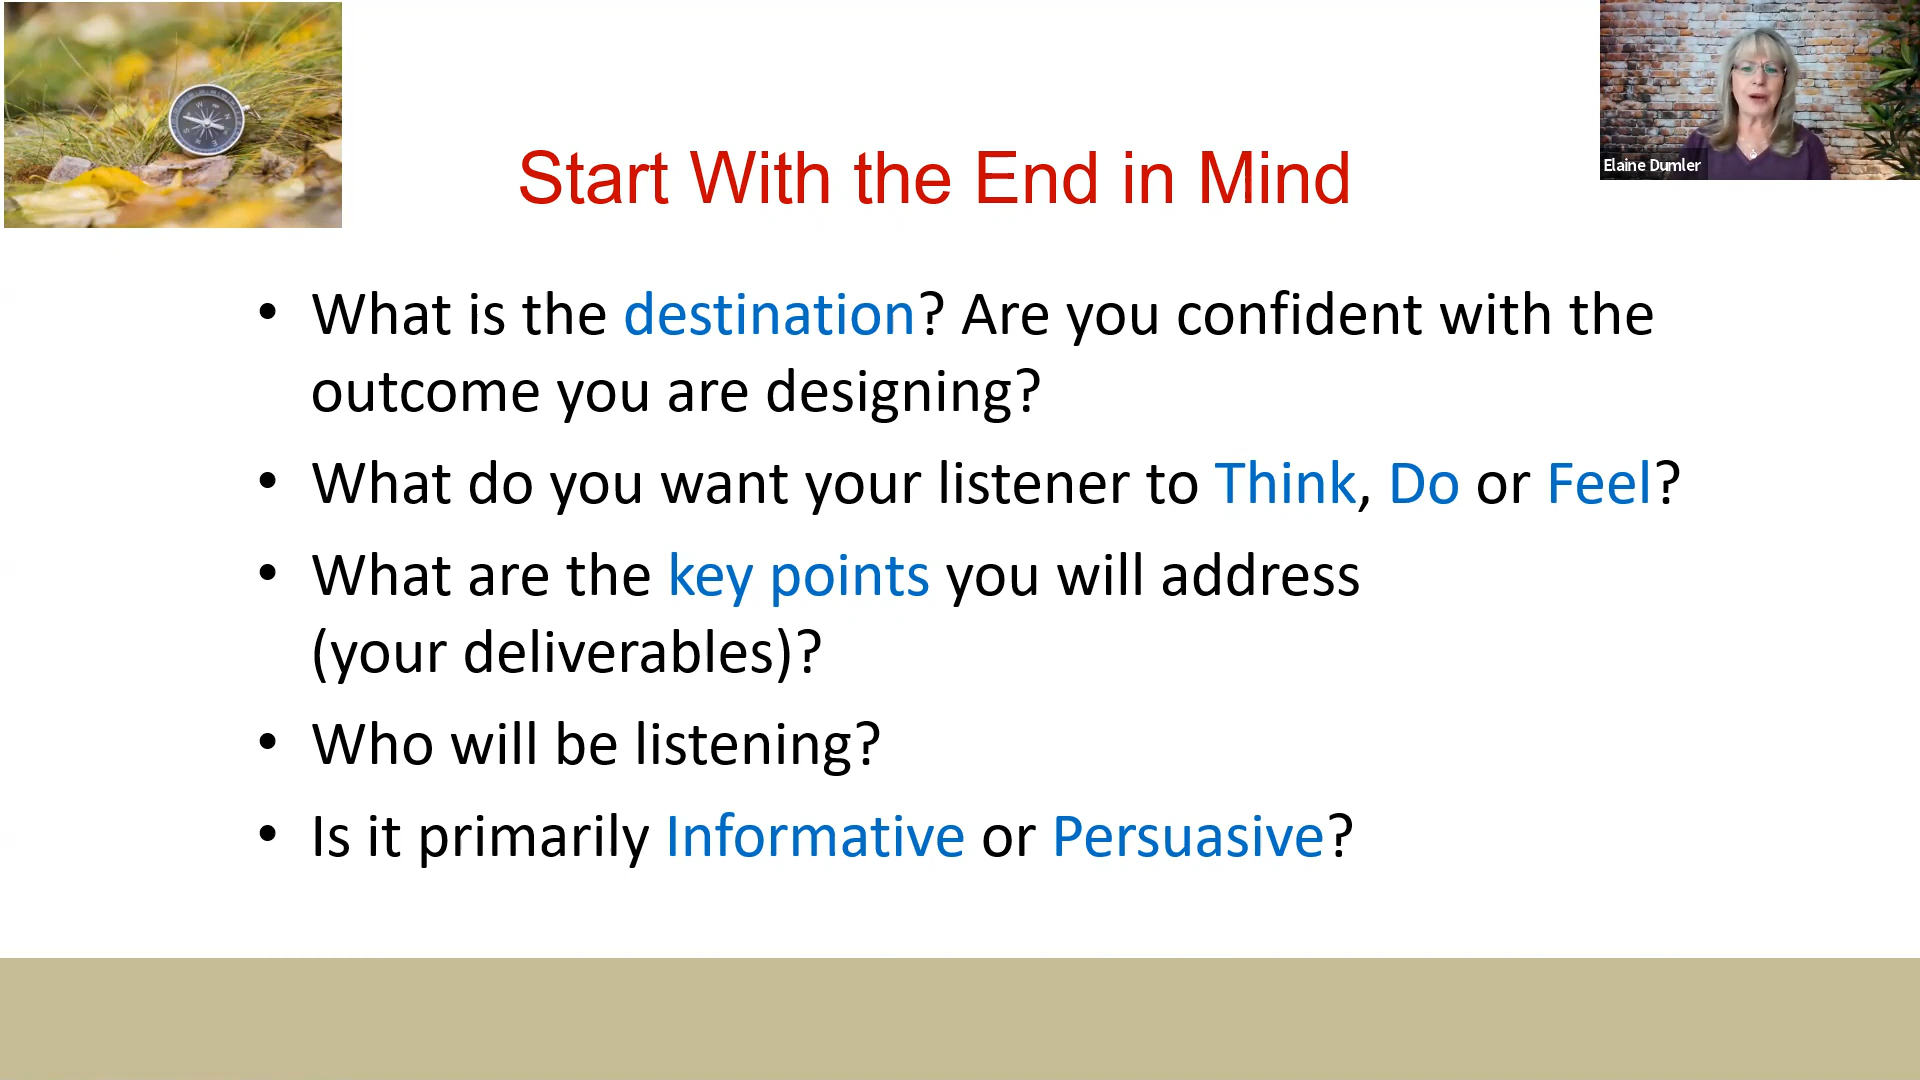 Start With the End in Mind
Elaine Dumler
• What is the destination? Are you confident with the
outcome you are designing?
• What do you want your listener to Think, Do or Feel?
• What are the key points you will address
(your deliverables)?
• Who will be listening?
• Is it primarily Informative or Persuasive?